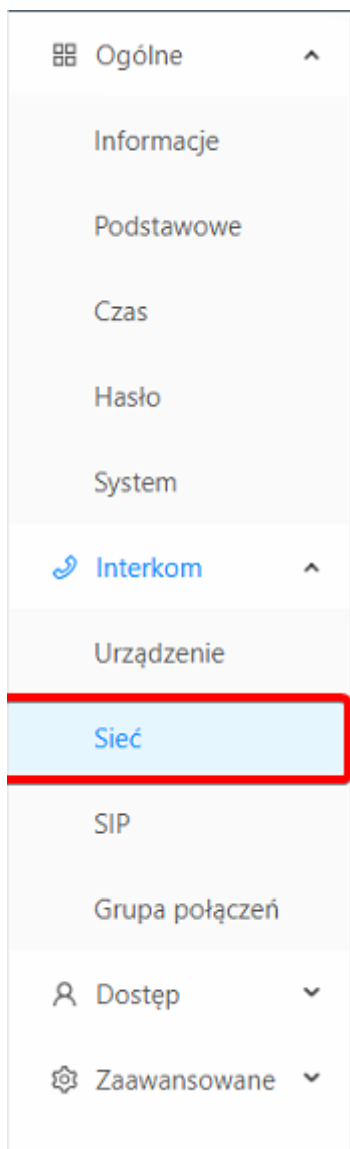 Ogólne
Informacje
Podstawowe
Czas
Hasło
System
Interkom
Urządzenie
Sieć
SIP
Grupa połączeń
Dostęp
Zaawansowane